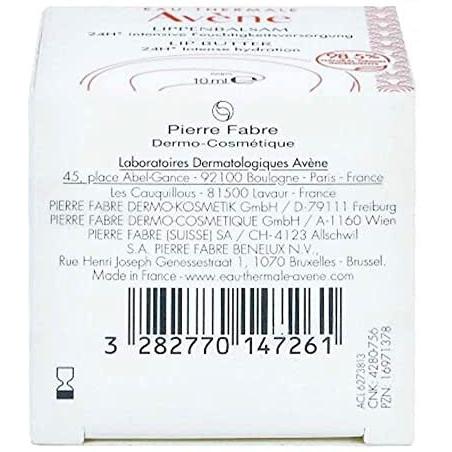 EAU THERMALE
Avène
LIPPENBALSAM
24H* Intensive Feuchtigkeitsversorgung
LIP BUTTER
24H* Intense hydration
10 ml ℮
98.5%
Pierre Fabre
Dermo-Cosmétique
Laboratoires Dermatologiques Avène
45, place Abel-Gance - 92100 Boulogne - Paris - France
Les Cauquillous - 81500 Lavaur - France
PIERRE FABRE DERMO-KOSMETIK GmbH / D-79111 Freiburg
PIERRE FABRE DERMO-COSMETIQUE GmbH / A-1160 Wien
PIERRE FABRE [SUISSE] SA / CH-4123 Allschwil
S.A. PIERRE FABRE BENELUX N.V.,
Rue Henri Joseph Genessestraat 1, 1070 Bruxelles - Brussel.
Made in France - www.eau-thermale-avene.com
3 282770 147261
ACL 6273813
CNK: 4280-756
PZN: 16971378